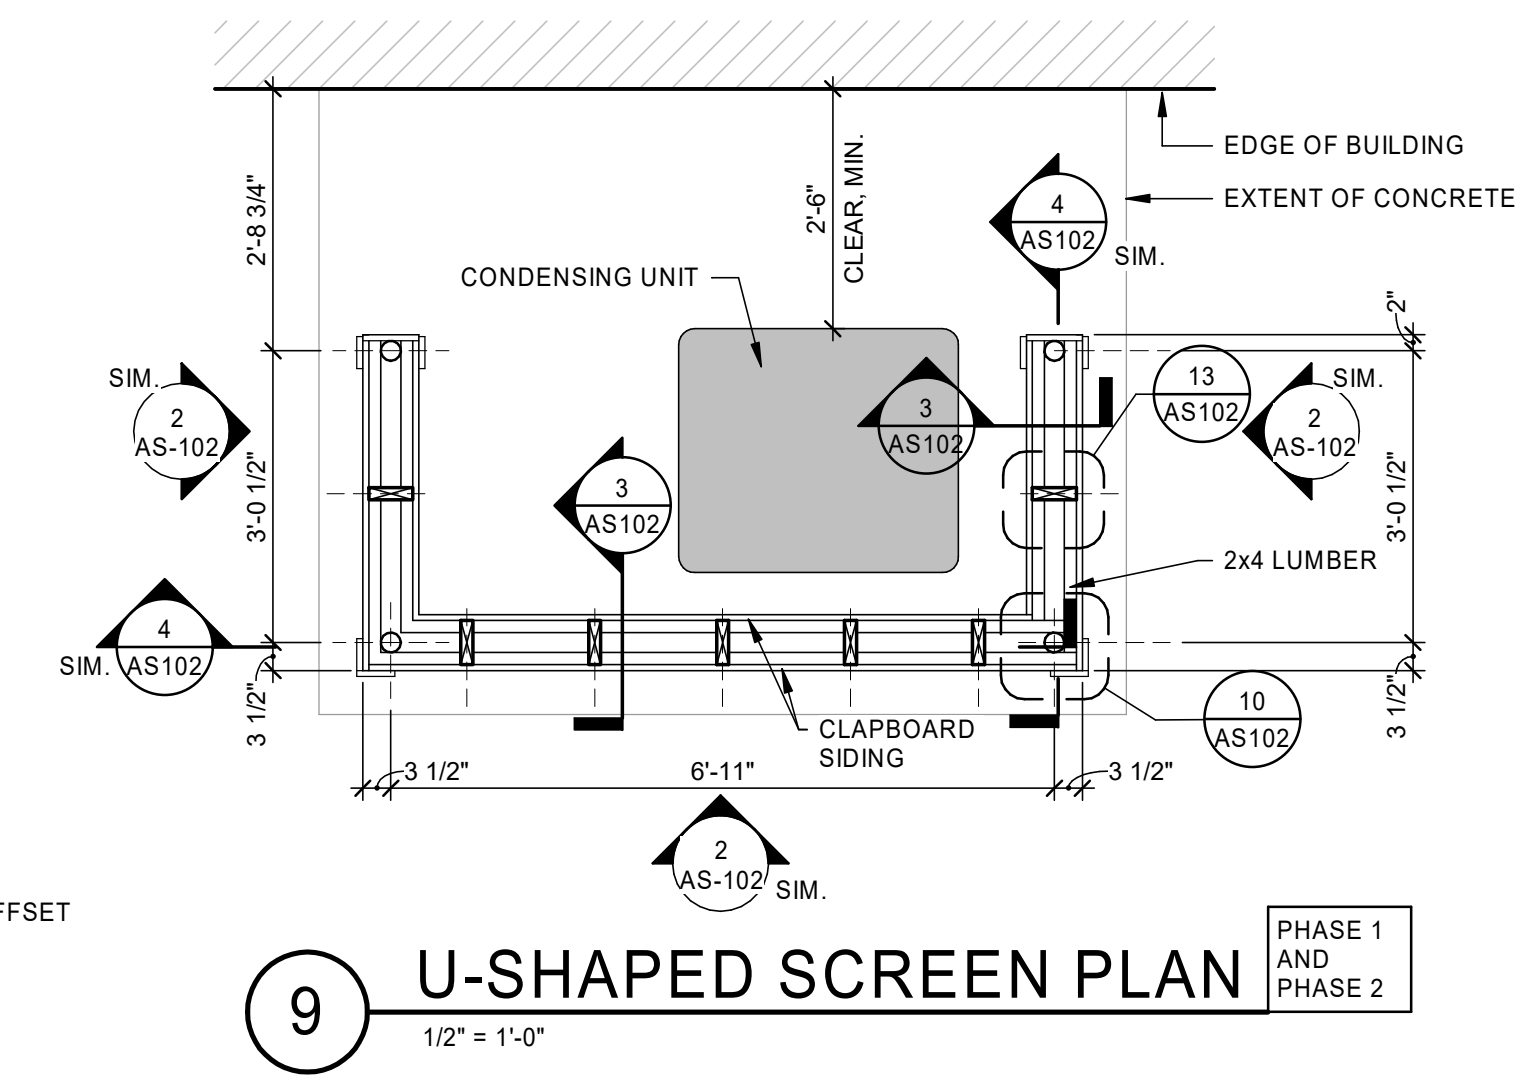 EDGE OF BUILDING
EXTENT OF CONCRETE
2'-8 3/4"
2'-6"
CLEAR, MIN.
4
AS102
SIM.
CONDENSING UNIT
2"
SIM.
2
AS-102
3
AS102
13
AS102
SIM.
2
AS-102
3
AS102
3'-0 1/2"
3'-0 1/2"
2x4 LUMBER
4
AS102
SIM.
3 1/2"
3 1/2"
10
AS102
CLAPBOARD
SIDING
3 1/2"
6'-11"
3 1/2"
2
AS-102
SIM.
FFSET
9
U-SHAPED SCREEN PLAN
1/2" = 1'-0"
PHASE 1
AND
PHASE 2